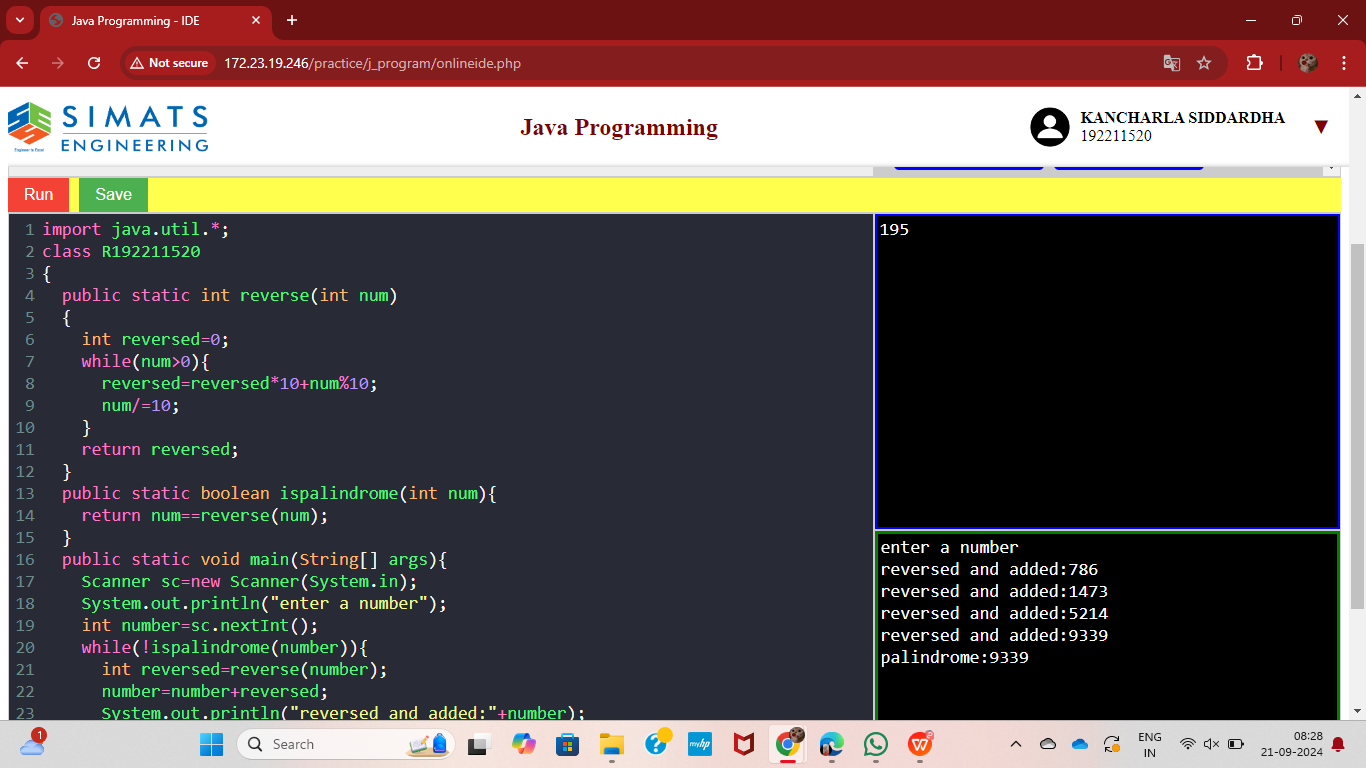 Java Programming - IDE
Not secure
172.23.19.246/practice/j_program/onlineide.php
SIMATS
ENGINEERING
Engineer to Excel
Java Programming
KANCHARLA SIDDARDHA
192211520
Run
Save
1 import java.util.*;
2 class R192211520
3 {
4 public static int reverse(int num)
5 {
6 int reversed=0;
7 while(num>0){
8 reversed=reversed*10+num%10;
9 num/=10;
10 }
11 return reversed;
12 }
13 public static boolean ispalindrome(int num){
14 return num==reverse(num);
15 }
16 public static void main(String[] args){
17 Scanner sc=new Scanner(System.in);
18 System.out.println("enter a number");
19 int number=sc.nextInt();
20 while(!ispalindrome(number)){
21 int reversed=reverse(number);
22 number=number+reversed;
23 System.out.println("reversed and added:"+number);
195
enter a number
reversed and added:786
reversed and added:1473
reversed and added:5214
reversed and added:9339
palindrome:9339
1
Search
myhp
ENG
IN
08:28
21-09-2024